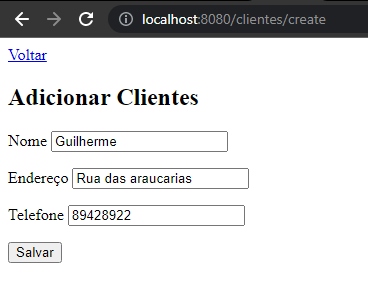 localhost:8080/clientes/create
Voltar
Adicionar Clientes
Nome Guilherme
Endereço Rua das araucarias
Telefone 89428922
Salvar